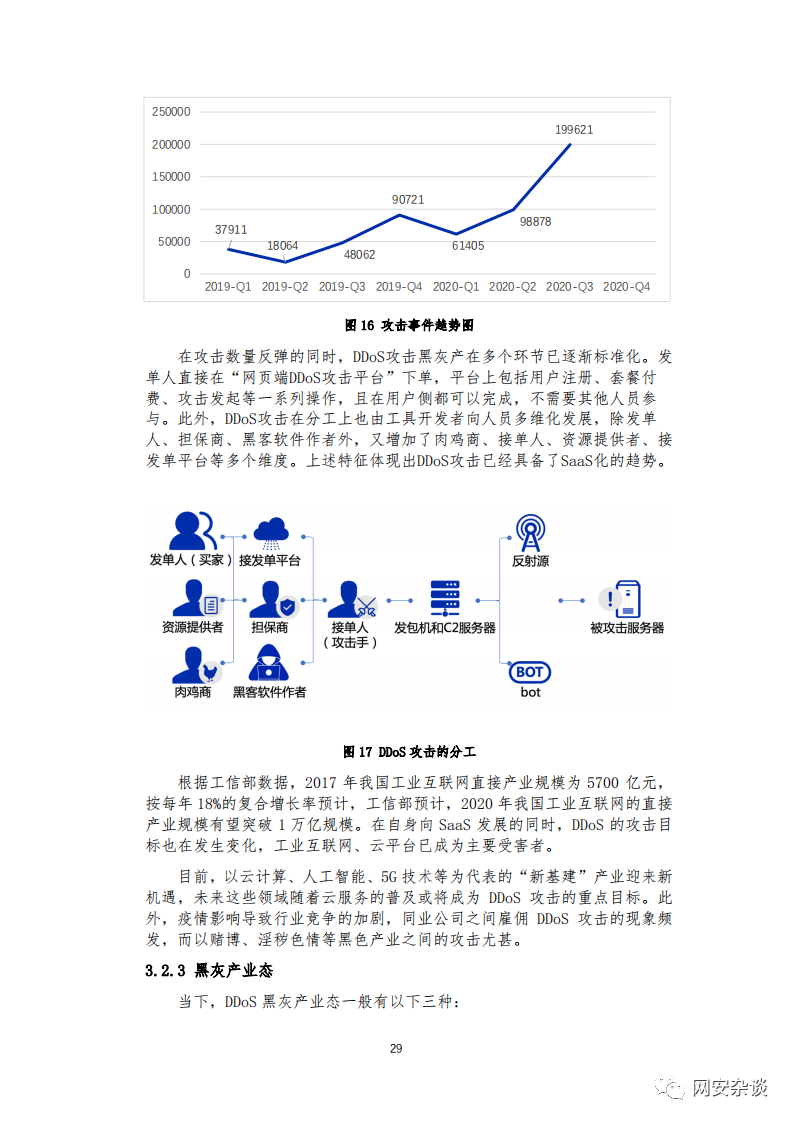 250000
200000
150000
100000
50000
0
37911
18064
48062
90721
61405
98878
199621
2019-Q1 2019-Q2 2019-Q3 2019-Q4 2020-Q1 2020-Q2 2020-Q3 2020-Q4
图16 攻击事件趋势图
在攻击数量反弹的同时，DDoS攻击黑灰产在多个环节已逐渐标准化。发
单人直接在“网页端DDoS攻击平台”下单，平台上包括用户注册、套餐付
费、攻击发起等一系列操作，且在用户侧都可以完成，不需要其他人员参
与。此外，DDoS攻击在分工上也由工具开发者向人员多维化发展，除发单
人、担保商、黑客软件作者外，又增加了肉鸡商、接单人、资源提供者、接
发单平台等多个维度。上述特征体现出DDoS攻击已经具备了SaaS化的趋势。
发单人（买家） 接发单平台
反射源
资源提供者 担保商 接单人 发包机和C2服务器 被攻击服务器
（攻击手）
BOT
肉鸡商 黑客软件作者 bot
图17 DDoS 攻击的分工
根据工信部数据，2017 年我国工业互联网直接产业规模为 5700 亿元，
按每年 18%的复合增长率预计，工信部预计，2020 年我国工业互联网的直接
产业规模有望突破 1 万亿规模。在自身向 SaaS 发展的同时，DDoS 的攻击目
标也在发生变化，工业互联网、云平台已成为主要受害者。
目前，以云计算、人工智能、5G 技术等为代表的“新基建”产业迎来新
机遇，未来这些领域随着云服务的普及或将成为 DDoS 攻击的重点目标。此
外，疫情影响导致行业竞争的加剧，同业公司之间雇佣 DDoS 攻击的现象频
发，而以赌博、淫秽色情等黑色产业之间的攻击尤甚。
3.2.3 黑灰产业态
当下，DDoS 黑灰产业态一般有以下三种：
29
网安杂谈